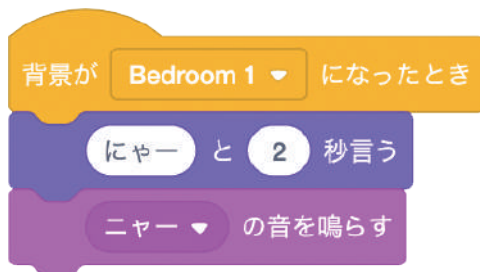 背景が Bedroom 1 になったとき
にゃー と 2 秒言う
ニャー の音を鳴らす